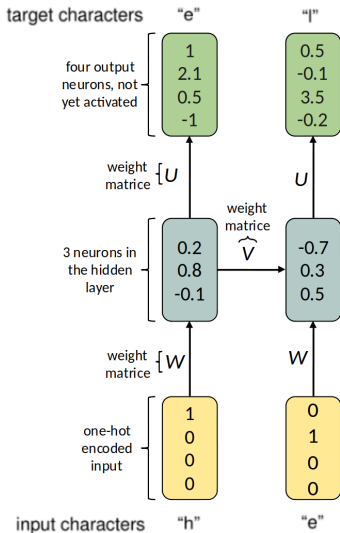 target characters "e" "l"
four output
neurons, not
yet activated
1
2.1
0.5
-1
0.5
-0.1
3.5
-0.2
weight
matrice
U
U
3 neurons in
the hidden
layer
0.2
0.8
-0.1
weight
matrice
V
-0.7
0.3
0.5
weight
matrice
W
W
one-hot
encoded
input
1
0
0
0
0
1
0
0
input characters "h" "e"